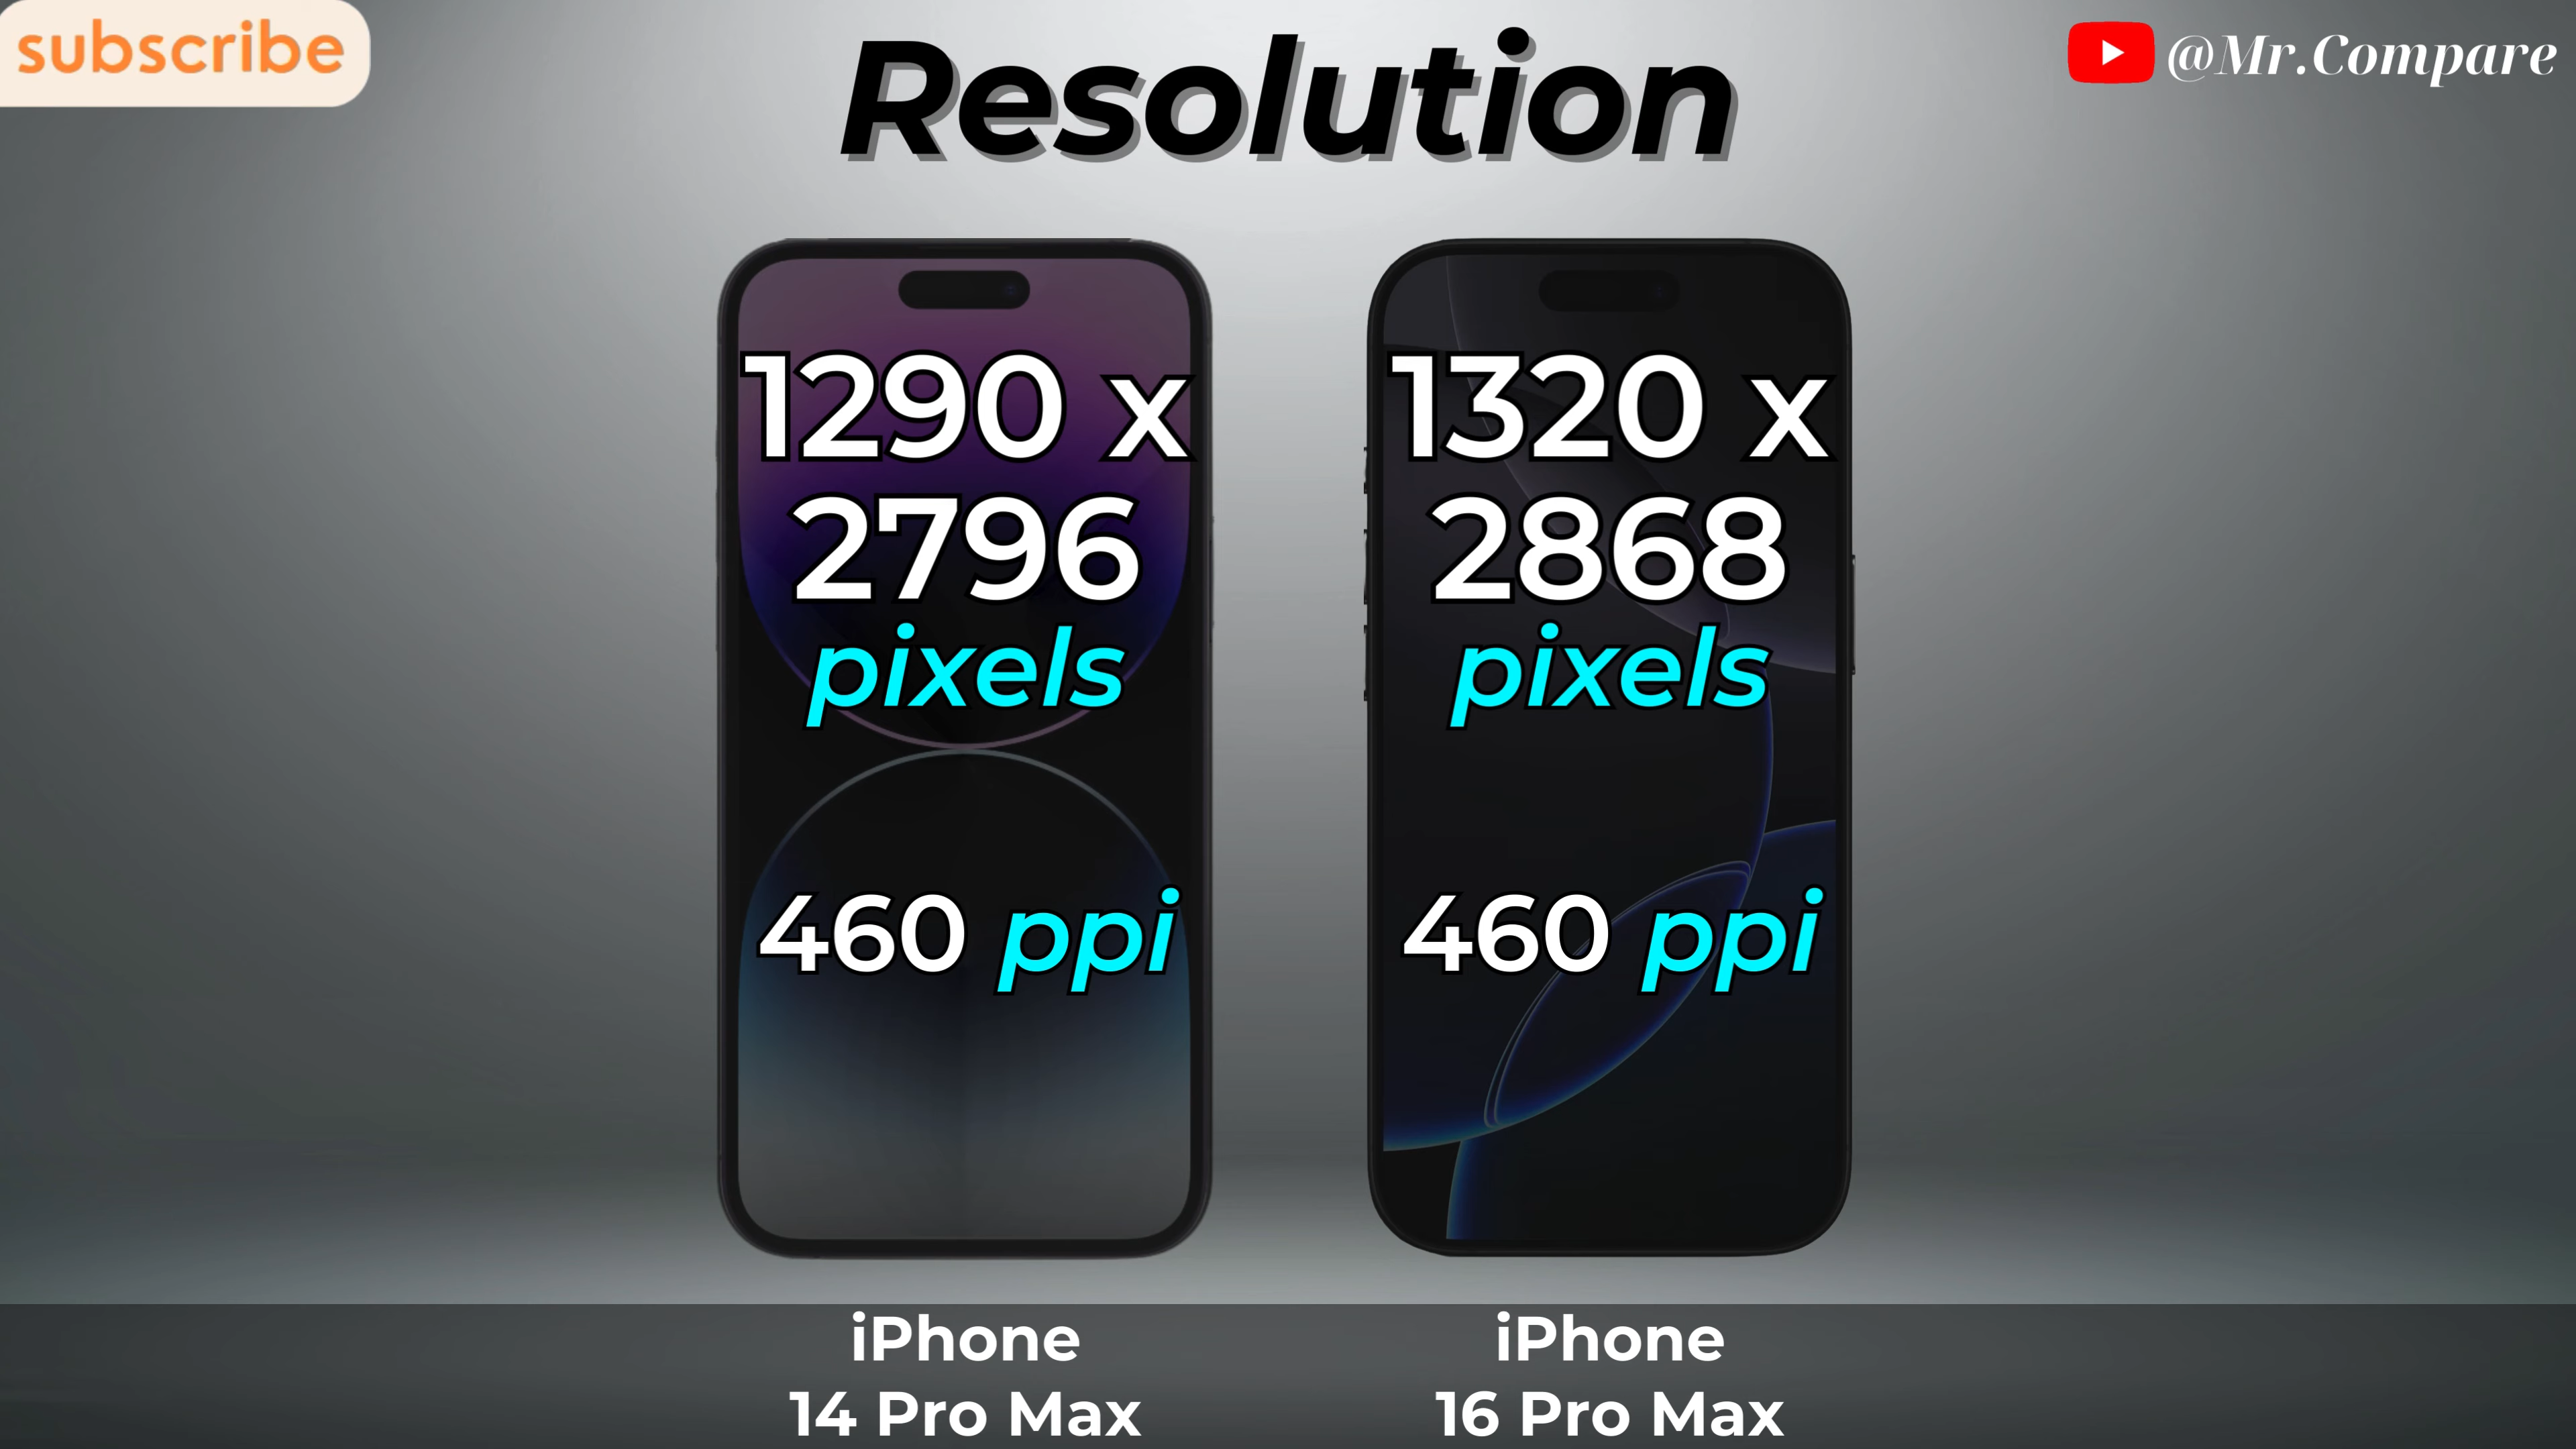 subscribe
Resolution
@Mr.Compare
1290 x
2796
pixels
460 ppi
1320 x
2868
pixels
460 ppi
iPhone
14 Pro Max
iPhone
16 Pro Max